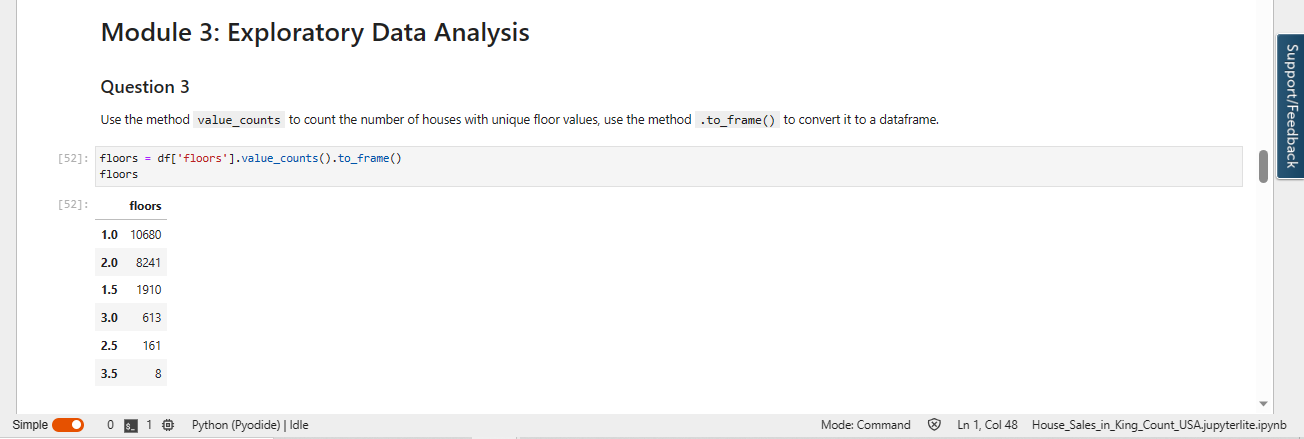 Module 3: Exploratory Data Analysis
Question 3
Use the method value_counts to count the number of houses with unique floor values, use the method .to_frame() to convert it to a dataframe.
[52]: floors = df['floors'].value_counts().to_frame()
floors
[52]: floors
1.0 10680
2.0 8241
1.5 1910
3.0 613
2.5 161
3.5 8
Support/Feedback
Simple 0 $_ 1 Python (Pyodide) | Idle Mode: Command Ln 1, Col 48 House_Sales_in_King_Count_USA.jupyterlite.ipynb